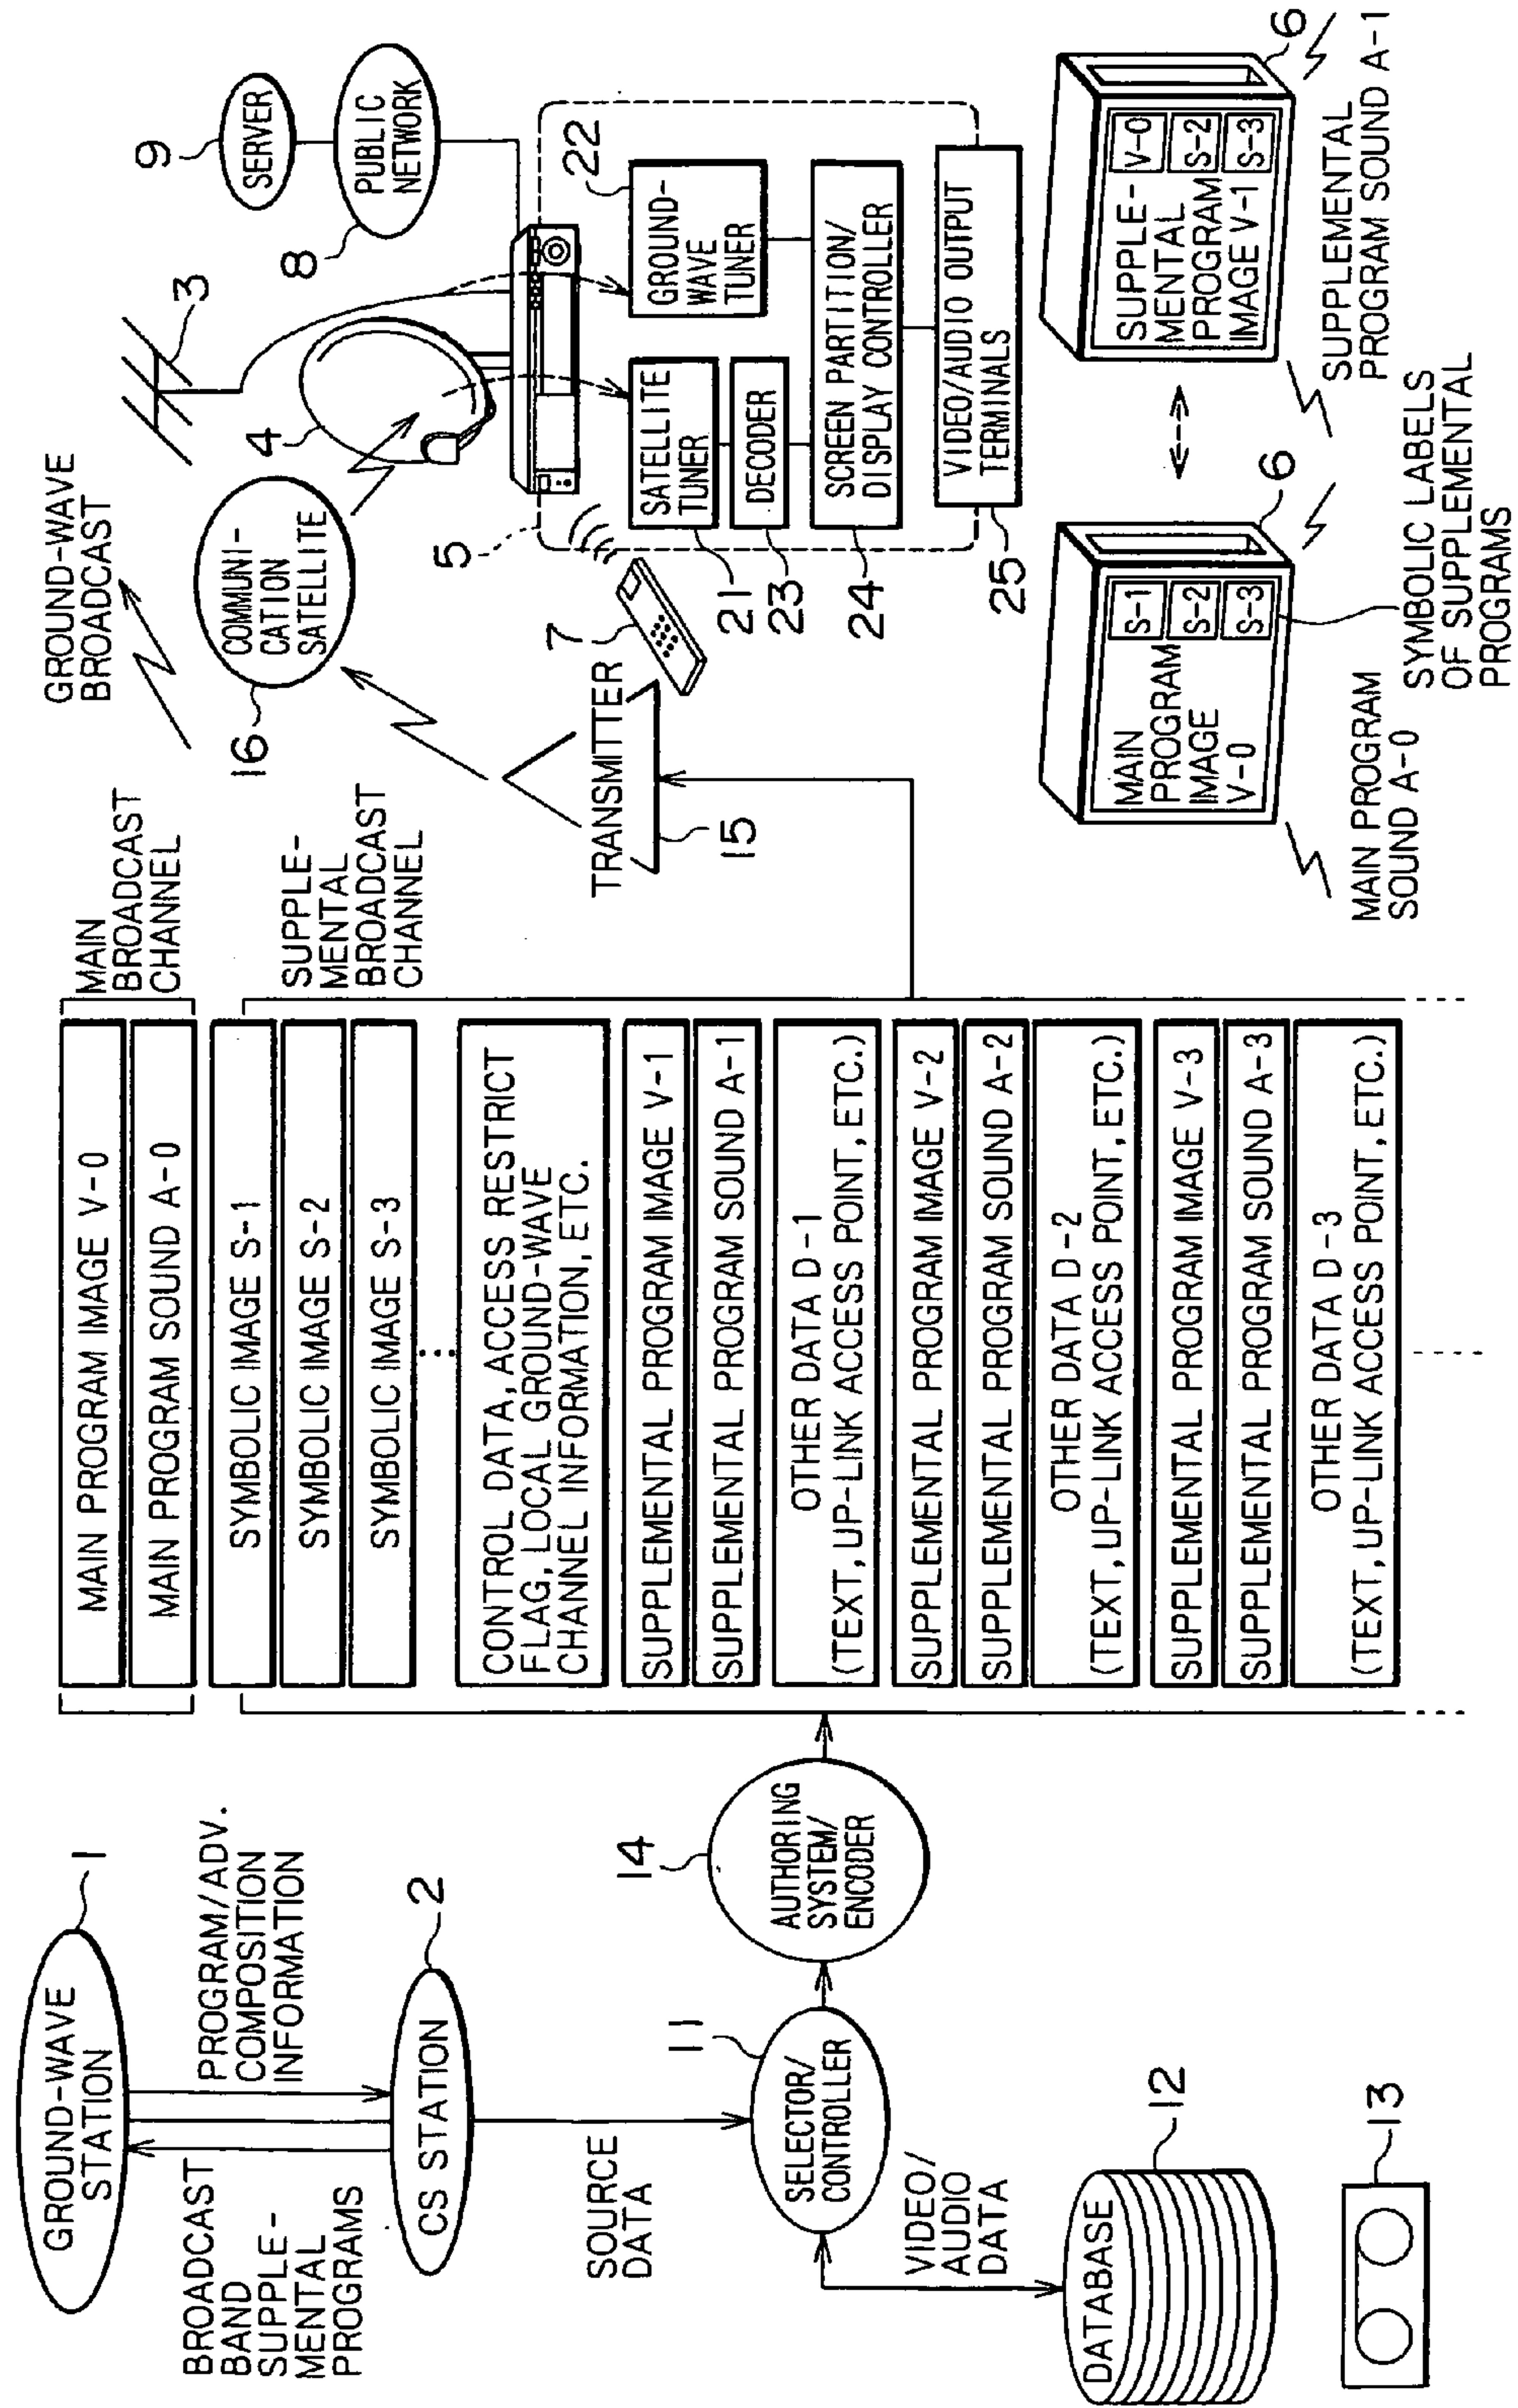 GROUND-WAVE
STATION
1
PROGRAM/ADV.
COMPOSITION
INFORMATION
BROADCAST
BAND
SUPPLE-
MENTAL
PROGRAMS
CS STATION
2
SOURCE
DATA
SELECTOR/
CONTROLLER
11
VIDEO/
AUDIO
DATA
DATABASE
12
13
AUTHORING
SYSTEM/
ENCODER
14
MAIN PROGRAM IMAGE V-0
MAIN PROGRAM SOUND A-0
SYMBOLIC IMAGE S-1
SYMBOLIC IMAGE S-2
SYMBOLIC IMAGE S-3
CONTROL DATA, ACCESS RESTRICT
FLAG, LOCAL GROUND-WAVE
CHANNEL INFORMATION, ETC.
SUPPLEMENTAL PROGRAM IMAGE V-1
SUPPLEMENTAL PROGRAM SOUND A-1
OTHER DATA D-1
(TEXT, UP-LINK ACCESS POINT, ETC.)
SUPPLEMENTAL PROGRAM IMAGE V-2
SUPPLEMENTAL PROGRAM SOUND A-2
OTHER DATA D-2
(TEXT, UP-LINK ACCESS POINT, ETC.)
SUPPLEMENTAL PROGRAM IMAGE V-3
SUPPLEMENTAL PROGRAM SOUND A-3
OTHER DATA D-3
(TEXT, UP-LINK ACCESS POINT, ETC.)
MAIN
BROADCAST
CHANNEL
SUPPLE-
MENTAL
BROADCAST
CHANNEL
TRANSMITTER
15
GROUND-WAVE
BROADCAST
COMMUNI-
CATION
SATELLITE
16
3
4
5
7
SERVER
9
PUBLIC
NETWORK
8
SATELLITE
TUNER
21
GROUND-
WAVE
TUNER
22
DECODER
23
SCREEN PARTITION/
DISPLAY CONTROLLER
24
VIDEO/AUDIO OUTPUT
TERMINALS
25
MAIN
PROGRAM
IMAGE
V-0
S-1
S-2
S-3
6
MAIN PROGRAM
SOUND A-0
SYMBOLIC LABELS
OF SUPPLEMENTAL
PROGRAMS
SUPPLE-
MENTAL
PROGRAM
IMAGE V-1
V-0
S-2
S-3
6
SUPPLEMENTAL
PROGRAM SOUND A-1